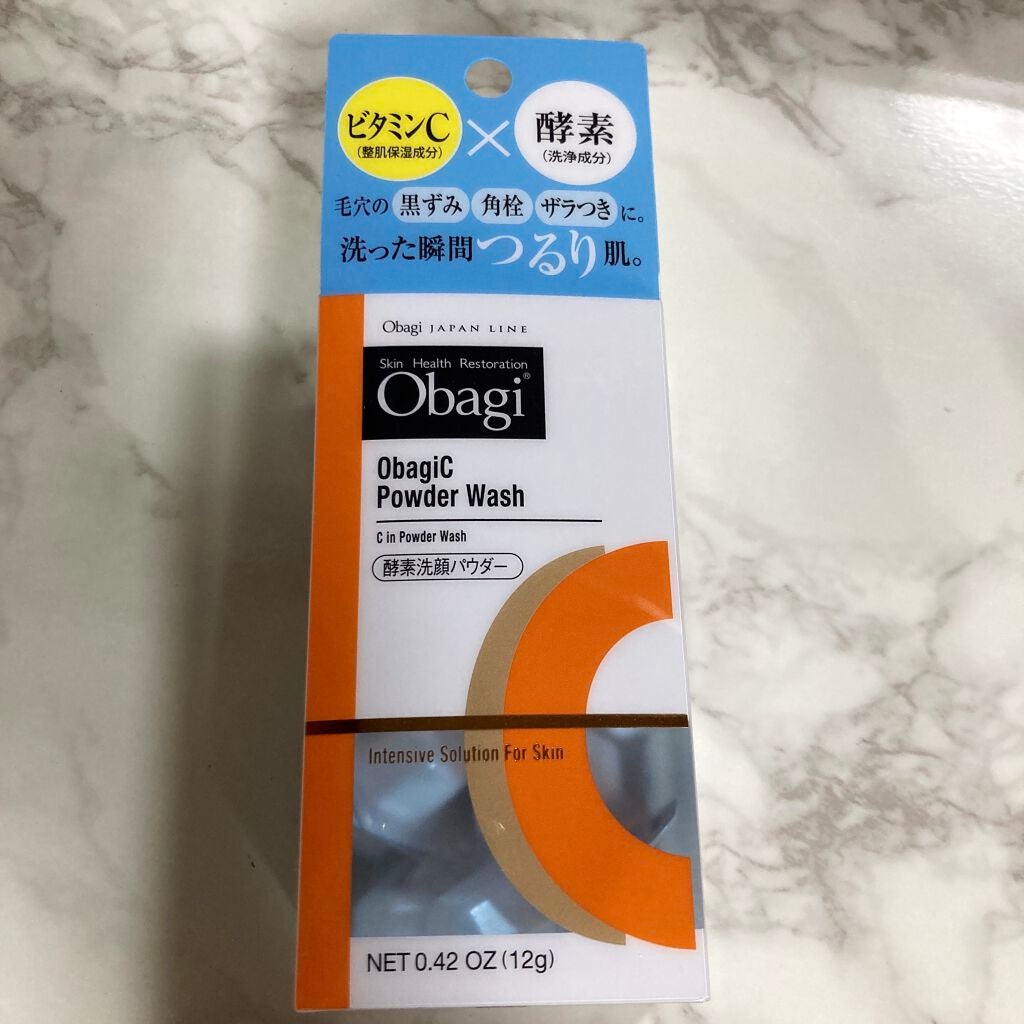 ビタミンC × 酵素
(整肌保湿成分) (洗浄成分)
毛穴の 黒ずみ 角栓 ザラつき に。
洗った瞬間つるり肌。
Obagi JAPAN LINE
Skin Health Restoration
Obagi®
ObagiC
Powder Wash
C in Powder Wash
酵素洗顔パウダー
Intensive Solution For Skin
NET 0.42 OZ (12g)